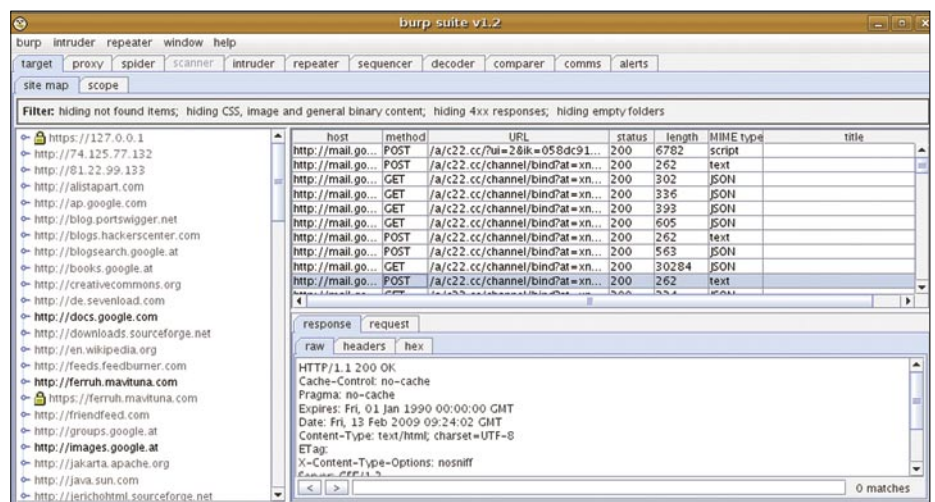 burp suite v1.2
burp intruder repeater window help
target proxy spider scanner intruder repeater sequencer decoder comparer comms alerts
site map scope
Filter: hiding not found items; hiding CSS, image and general binary content; hiding 4xx responses; hiding empty folders
https://127.0.0.1
http://74.125.77.132
http://81.22.99.133
http://alistapart.com
http://ap.google.com
http://blog.portswigger.net
http://blogs.hackerscenter.com
http://blogsearch.google.at
http://books.google.at
http://creativecommons.org
http://de.sevenload.com
http://docs.google.com
http://downloads.sourceforge.net
http://en.wikipedia.org
http://feeds.feedburner.com
http://ferruh.mavituna.com
https://ferruh.mavituna.com
http://friendfeed.com
http://groups.google.at
http://images.google.at
http://jakarta.apache.org
http://java.sun.com
http://jerichohtml.sourceforge.net
host method URL status length MIME type title
http://mail.go... POST /a/c22.cc/?ui=2&ik=058dc91... 200 6782 script
http://mail.go... POST /a/c22.cc/channel/bind?at=xn... 200 262 text
http://mail.go... GET /a/c22.cc/channel/bind?at=xn... 200 302 JSON
http://mail.go... GET /a/c22.cc/channel/bind?at=xn... 200 336 JSON
http://mail.go... GET /a/c22.cc/channel/bind?at=xn... 200 393 JSON
http://mail.go... GET /a/c22.cc/channel/bind?at=xn... 200 605 JSON
http://mail.go... POST /a/c22.cc/channel/bind?at=xn... 200 262 text
http://mail.go... POST /a/c22.cc/channel/bind?at=xn... 200 563 JSON
http://mail.go... GET /a/c22.cc/channel/bind?at=xn... 200 30284 JSON
http://mail.go... POST /a/c22.cc/channel/bind?at=xn... 200 262 text
response request
raw headers hex
HTTP/1.1 200 OK
Cache-Control: no-cache
Pragma: no-cache
Expires: Fri, 01 Jan 1990 00:00:00 GMT
Date: Fri, 13 Feb 2009 09:24:02 GMT
Content-Type: text/html; charset=UTF-8
ETag:
X-Content-Type-Options: nosniff
< > 0 matches